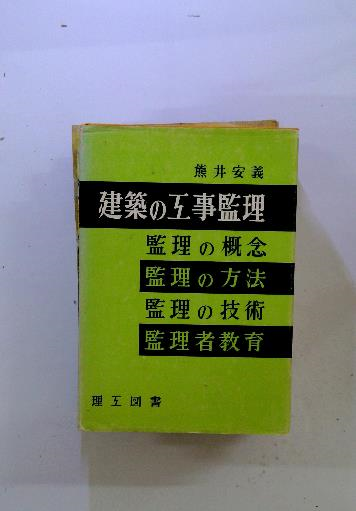 熊井安義
建築の工事監理
監理の概念
監理の方法
監理の技術
監理者教育
理工図書